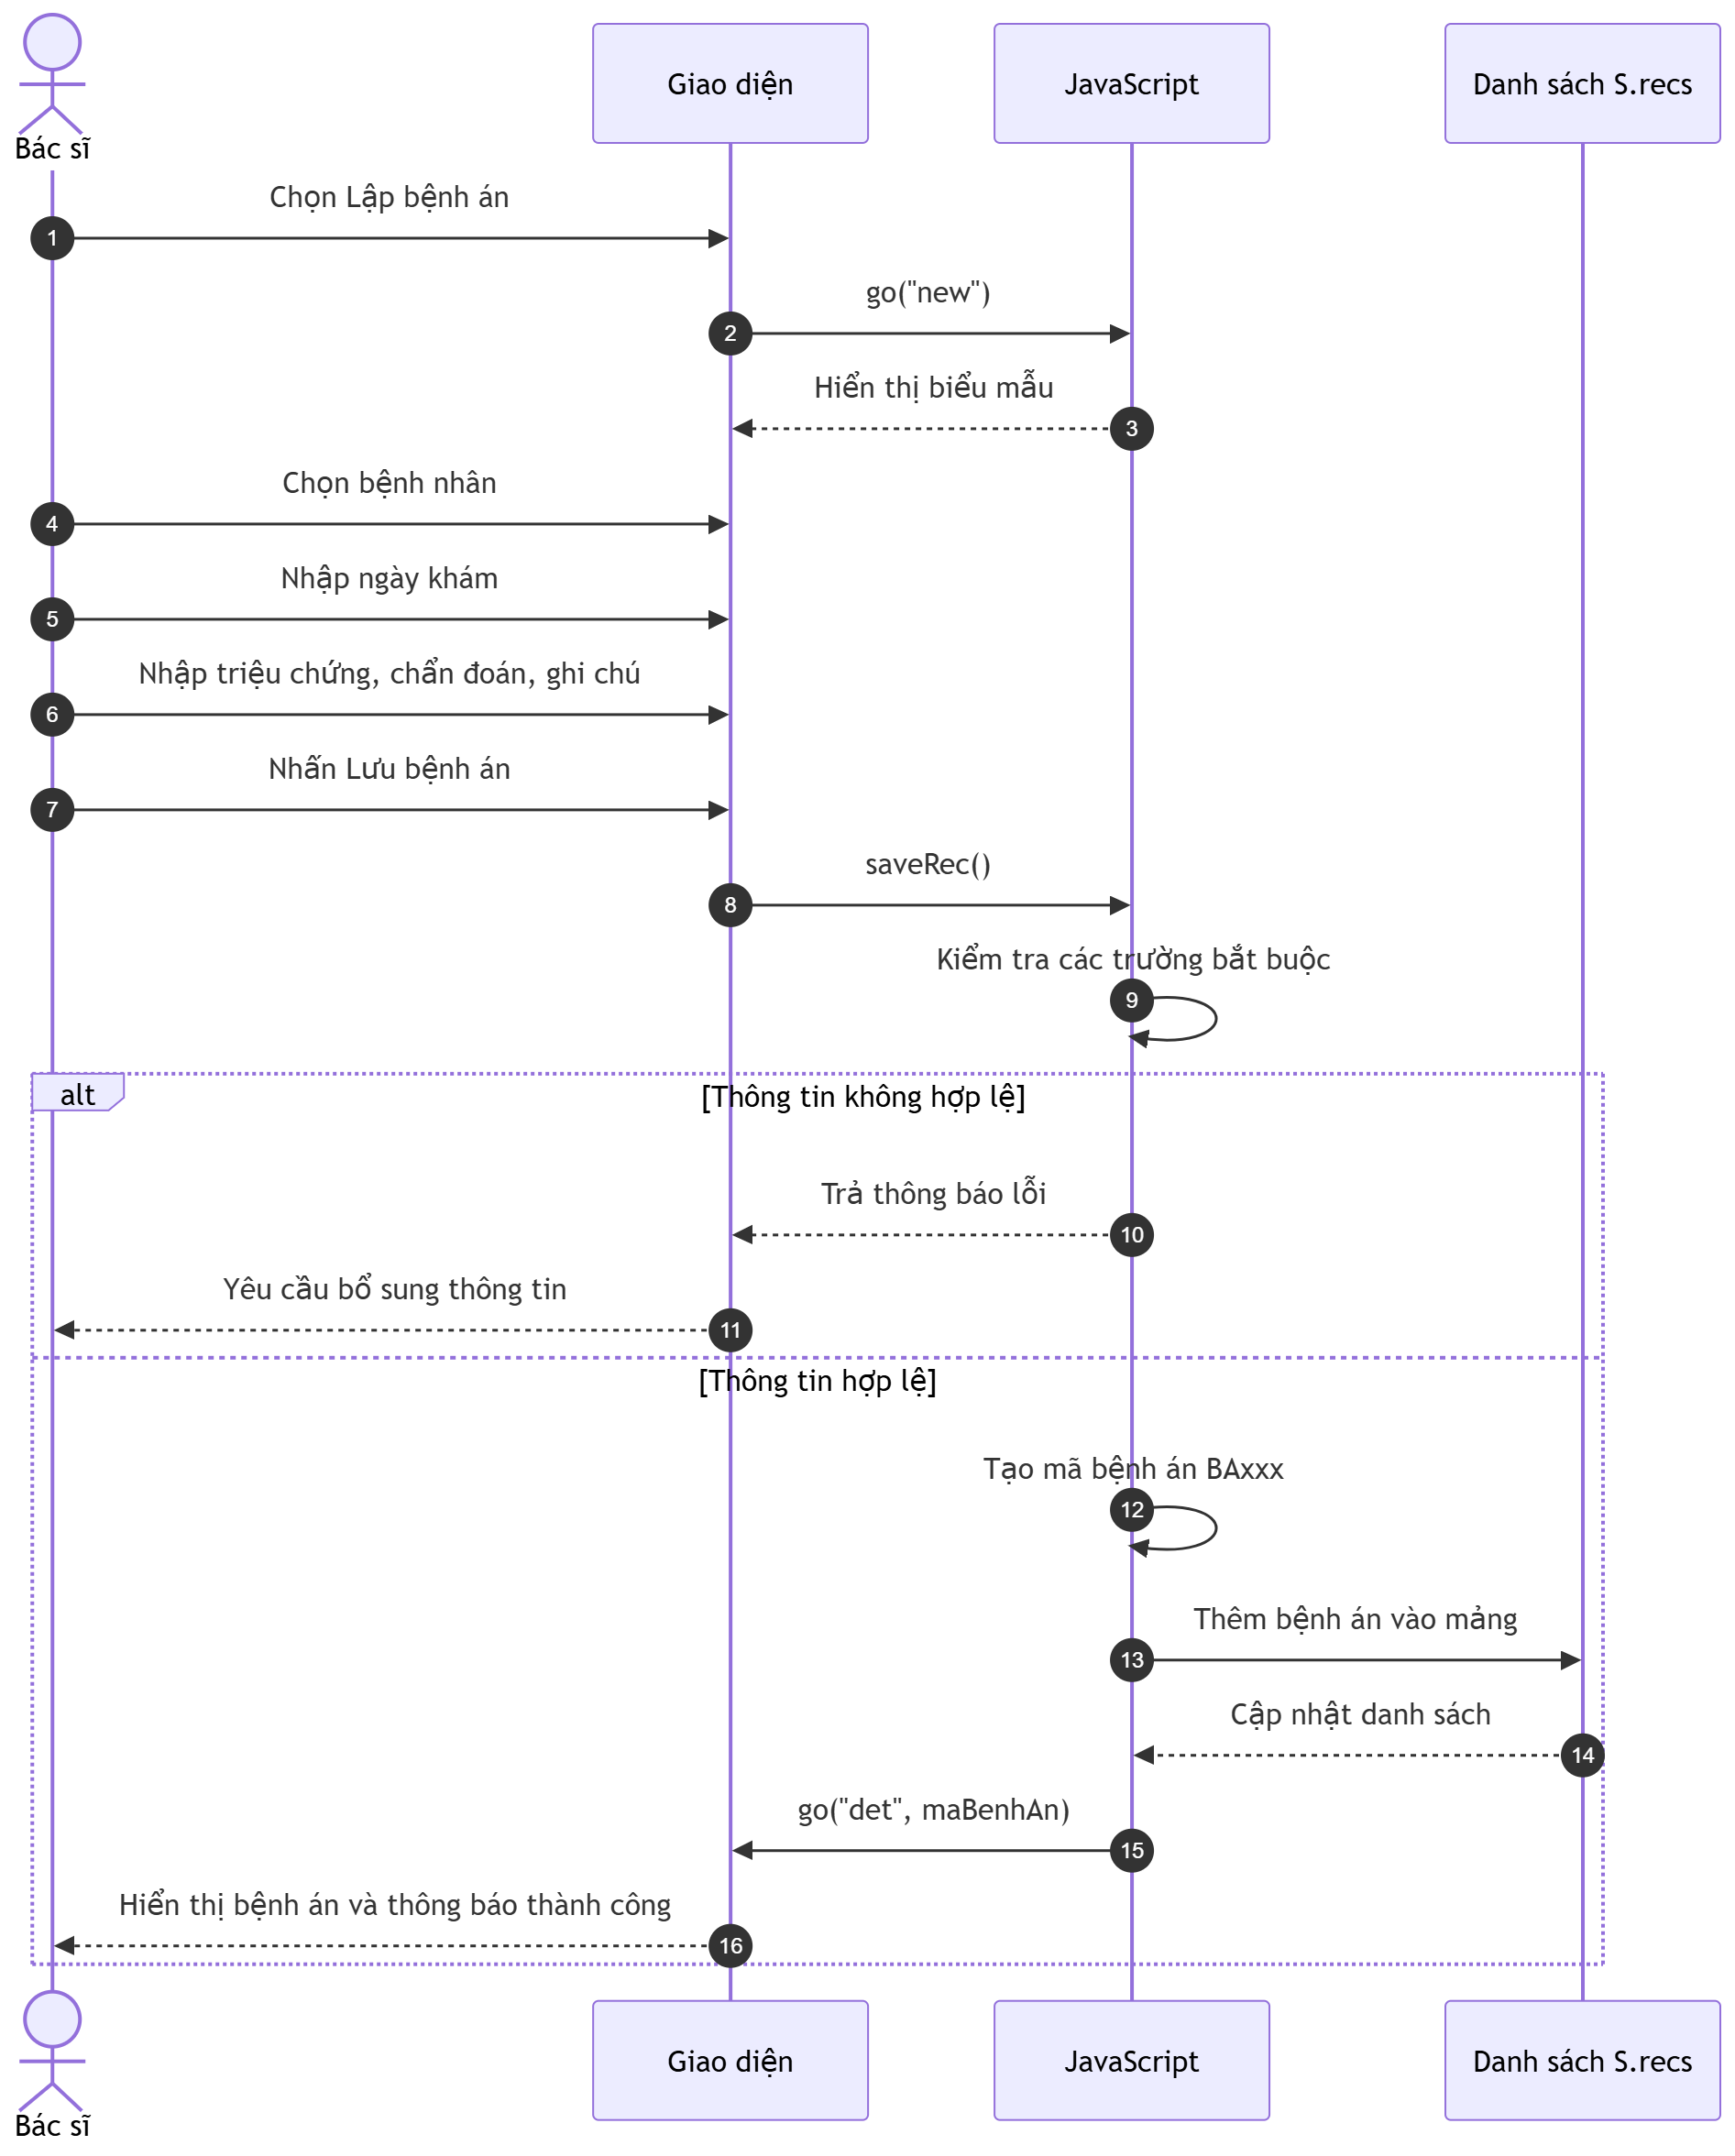 Bác sĩ
Giao diện
JavaScript
Danh sách S.recs
Chọn Lập bệnh án
1
go("new")
2
Hiển thị biểu mẫu
3
Chọn bệnh nhân
4
Nhập ngày khám
5
Nhập triệu chứng, chẩn đoán, ghi chú
6
Nhấn Lưu bệnh án
7
saveRec()
8
Kiểm tra các trường bắt buộc
9
alt
[Thông tin không hợp lệ]
Trả thông báo lỗi
10
Yêu cầu bổ sung thông tin
11
[Thông tin hợp lệ]
Tạo mã bệnh án BAxxx
12
Thêm bệnh án vào mảng
13
Cập nhật danh sách
14
go("det", maBenhAn)
15
Hiển thị bệnh án và thông báo thành công
16
Bác sĩ
Giao diện
JavaScript
Danh sách S.recs